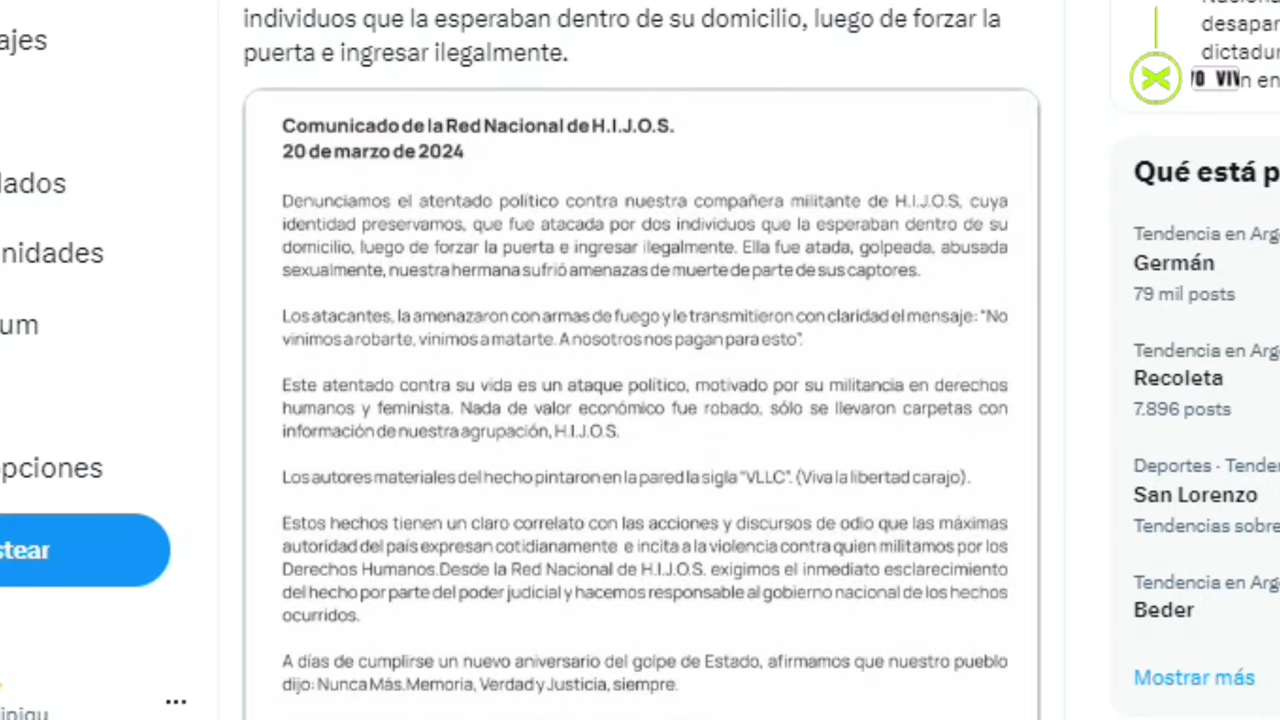 individuos que la esperaban dentro de su domicilio, luego de forzar la
puerta e ingresar ilegalmente.
Comunicado de la Red Nacional de H.I.J.O.S.
20 de marzo de 2024
Denunciamos el atentado político contra nuestra compañera militante de H.I.J.O.S, cuya
identidad preservamos, que fue atacada por dos individuos que la esperaban dentro de su
domicilio, luego de forzar la puerta e ingresar ilegalmente. Ella fue atada, golpeada, abusada
sexualmente, nuestra hermana sufrió amenazas de muerte de parte de sus captores.
Los atacantes, la amenazaron con armas de fuego y le transmitieron con claridad el mensaje: “No
vinimos a robarte, vinimos a matarte. A nosotros nos pagan para esto”.
Este atentado contra su vida es un ataque político, motivado por su militancia en derechos
humanos y feminista. Nada de valor económico fue robado, sólo se llevaron carpetas con
información de nuestra agrupación, H.I.J.O.S.
Los autores materiales del hecho pintaron en la pared la sigla “VLLC”. (Viva la libertad carajo).
Estos hechos tienen un claro correlato con las acciones y discursos de odio que las máximas
autoridad del país expresan cotidianamente e incita a la violencia contra quien militamos por los
Derechos Humanos.Desde la Red Nacional de H.I.J.O.S. exigimos el inmediato esclarecimiento
del hecho por parte del poder judicial y hacemos responsable al gobierno nacional de los hechos
ocurridos.
A días de cumplirse un nuevo aniversario del golpe de Estado, afirmamos que nuestro pueblo
dijo: Nunca Más.Memoria, Verdad y Justicia, siempre.
ajes
lados
nidades
um
pciones
stear
...
desapar
dictadur
n en
Qué está p
Tendencia en Arg
Germán
79 mil posts
Tendencia en Arg
Recoleta
7.896 posts
Deportes · Tende
San Lorenzo
Tendencias sobre
Tendencia en Arg
Beder
Mostrar más